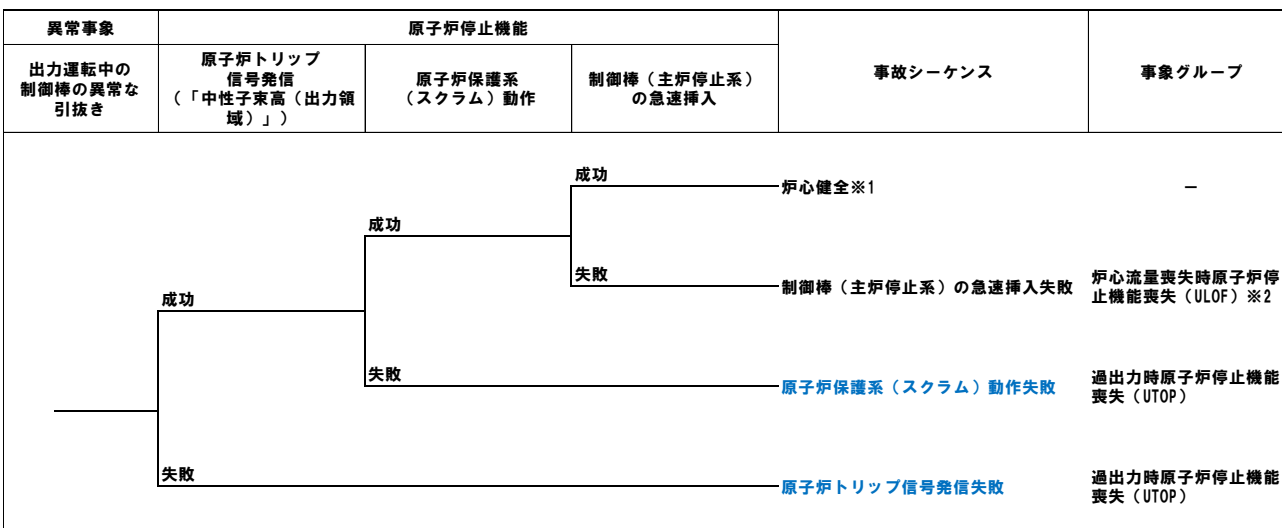 異常事象
原子炉停止機能
事故シーケンス
事象グループ
出力運転中の
制御棒の異常な
引抜き
原子炉トリップ
信号発信
(「中性子束高(出力領
域)」)
原子炉保護系
(スクラム)動作
制御棒(主炉停止系)
の急速挿入
成功
炉心健全※1
－
成功
失敗
制御棒(主炉停止系)の急速挿入失敗
炉心流量喪失時原子炉停
止機能喪失(ULOF)※2
成功
失敗
原子炉保護系(スクラム)動作失敗
過出力時原子炉停止機能
喪失(UTOP)
失敗
原子炉トリップ信号発信失敗
過出力時原子炉停止機能
喪失(UTOP)